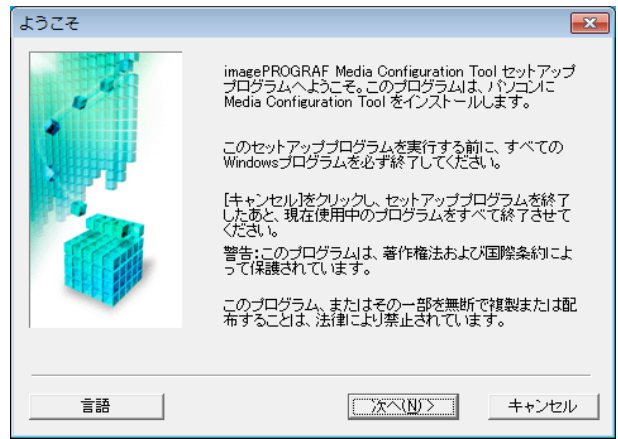 ようこそ
imagePROGRAF Media Configuration Tool セットアップ
プログラムへようこそ。このプログラムは、パソコンに
Media Configuration Tool をインストールします。
このセットアッププログラムを実行する前に、すべての
Windowsプログラムを必ず終了してください。
[キャンセル]をクリックし、セットアッププログラムを終了
したあと、現在使用中のプログラムをすべて終了させて
ください。
警告:このプログラムは、著作権法および国際条約によ
って保護されています。
このプログラム、またはその一部を無断で複製または配
布することは、法律により禁止されています。
言語
次へ(N) >
キャンセル